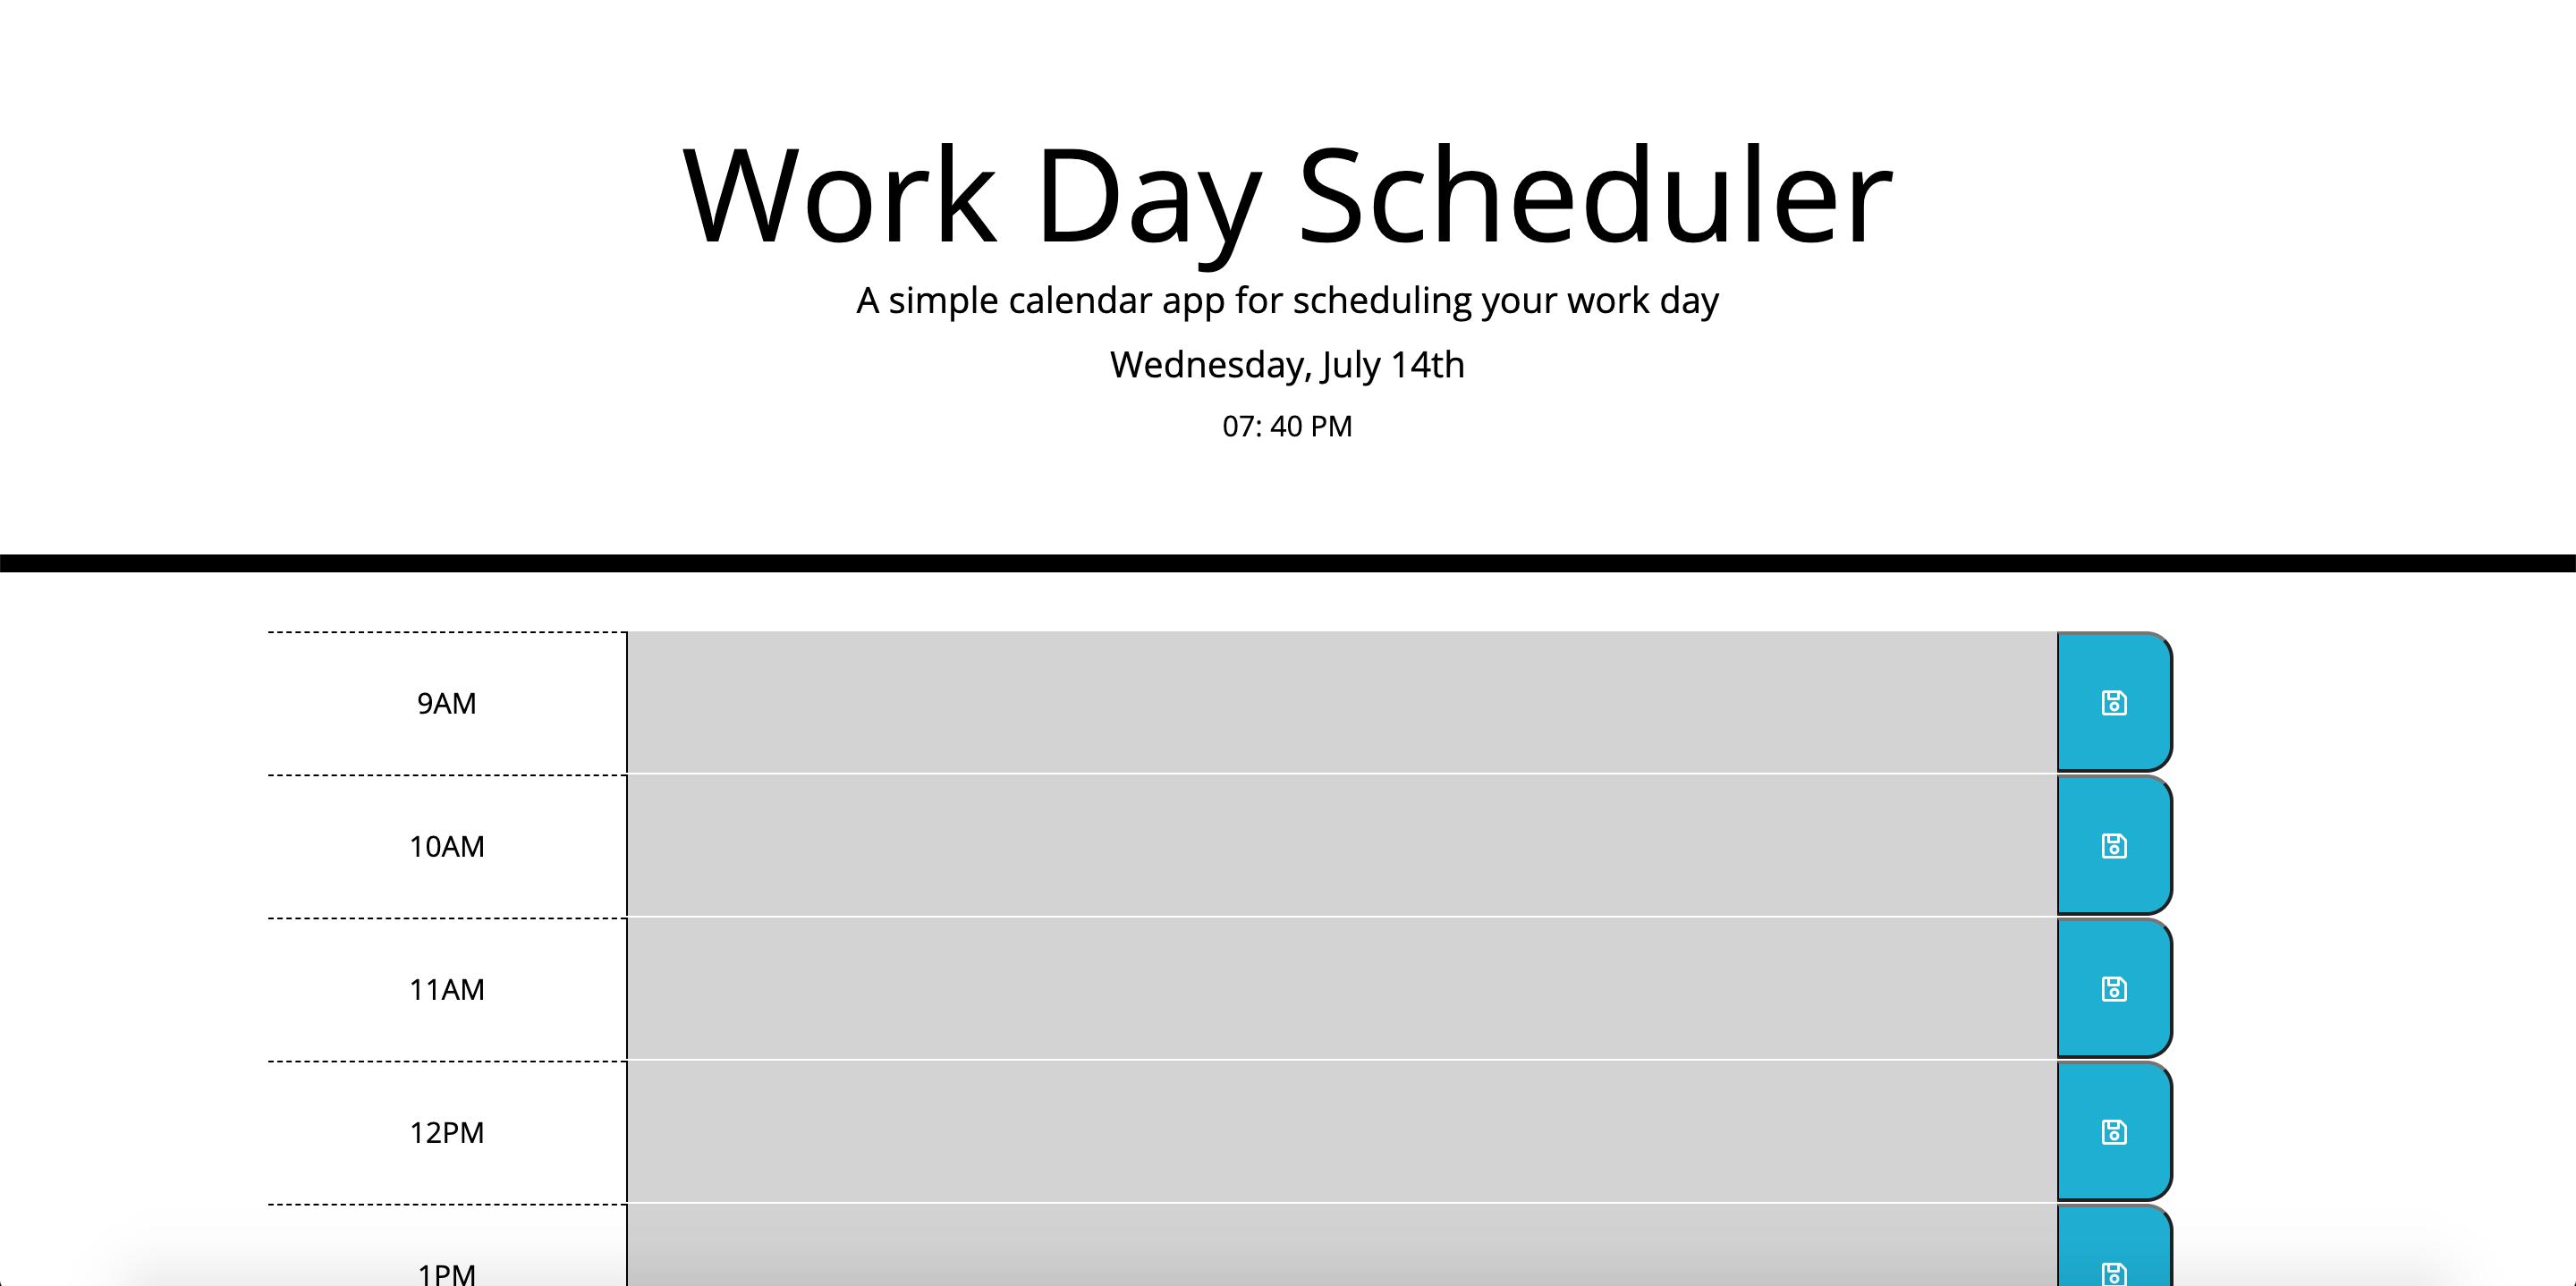 Work Day Scheduler
A simple calendar app for scheduling your work day
Wednesday, July 14th
07: 40 PM
9AM
10AM
11AM
12PM
1PM